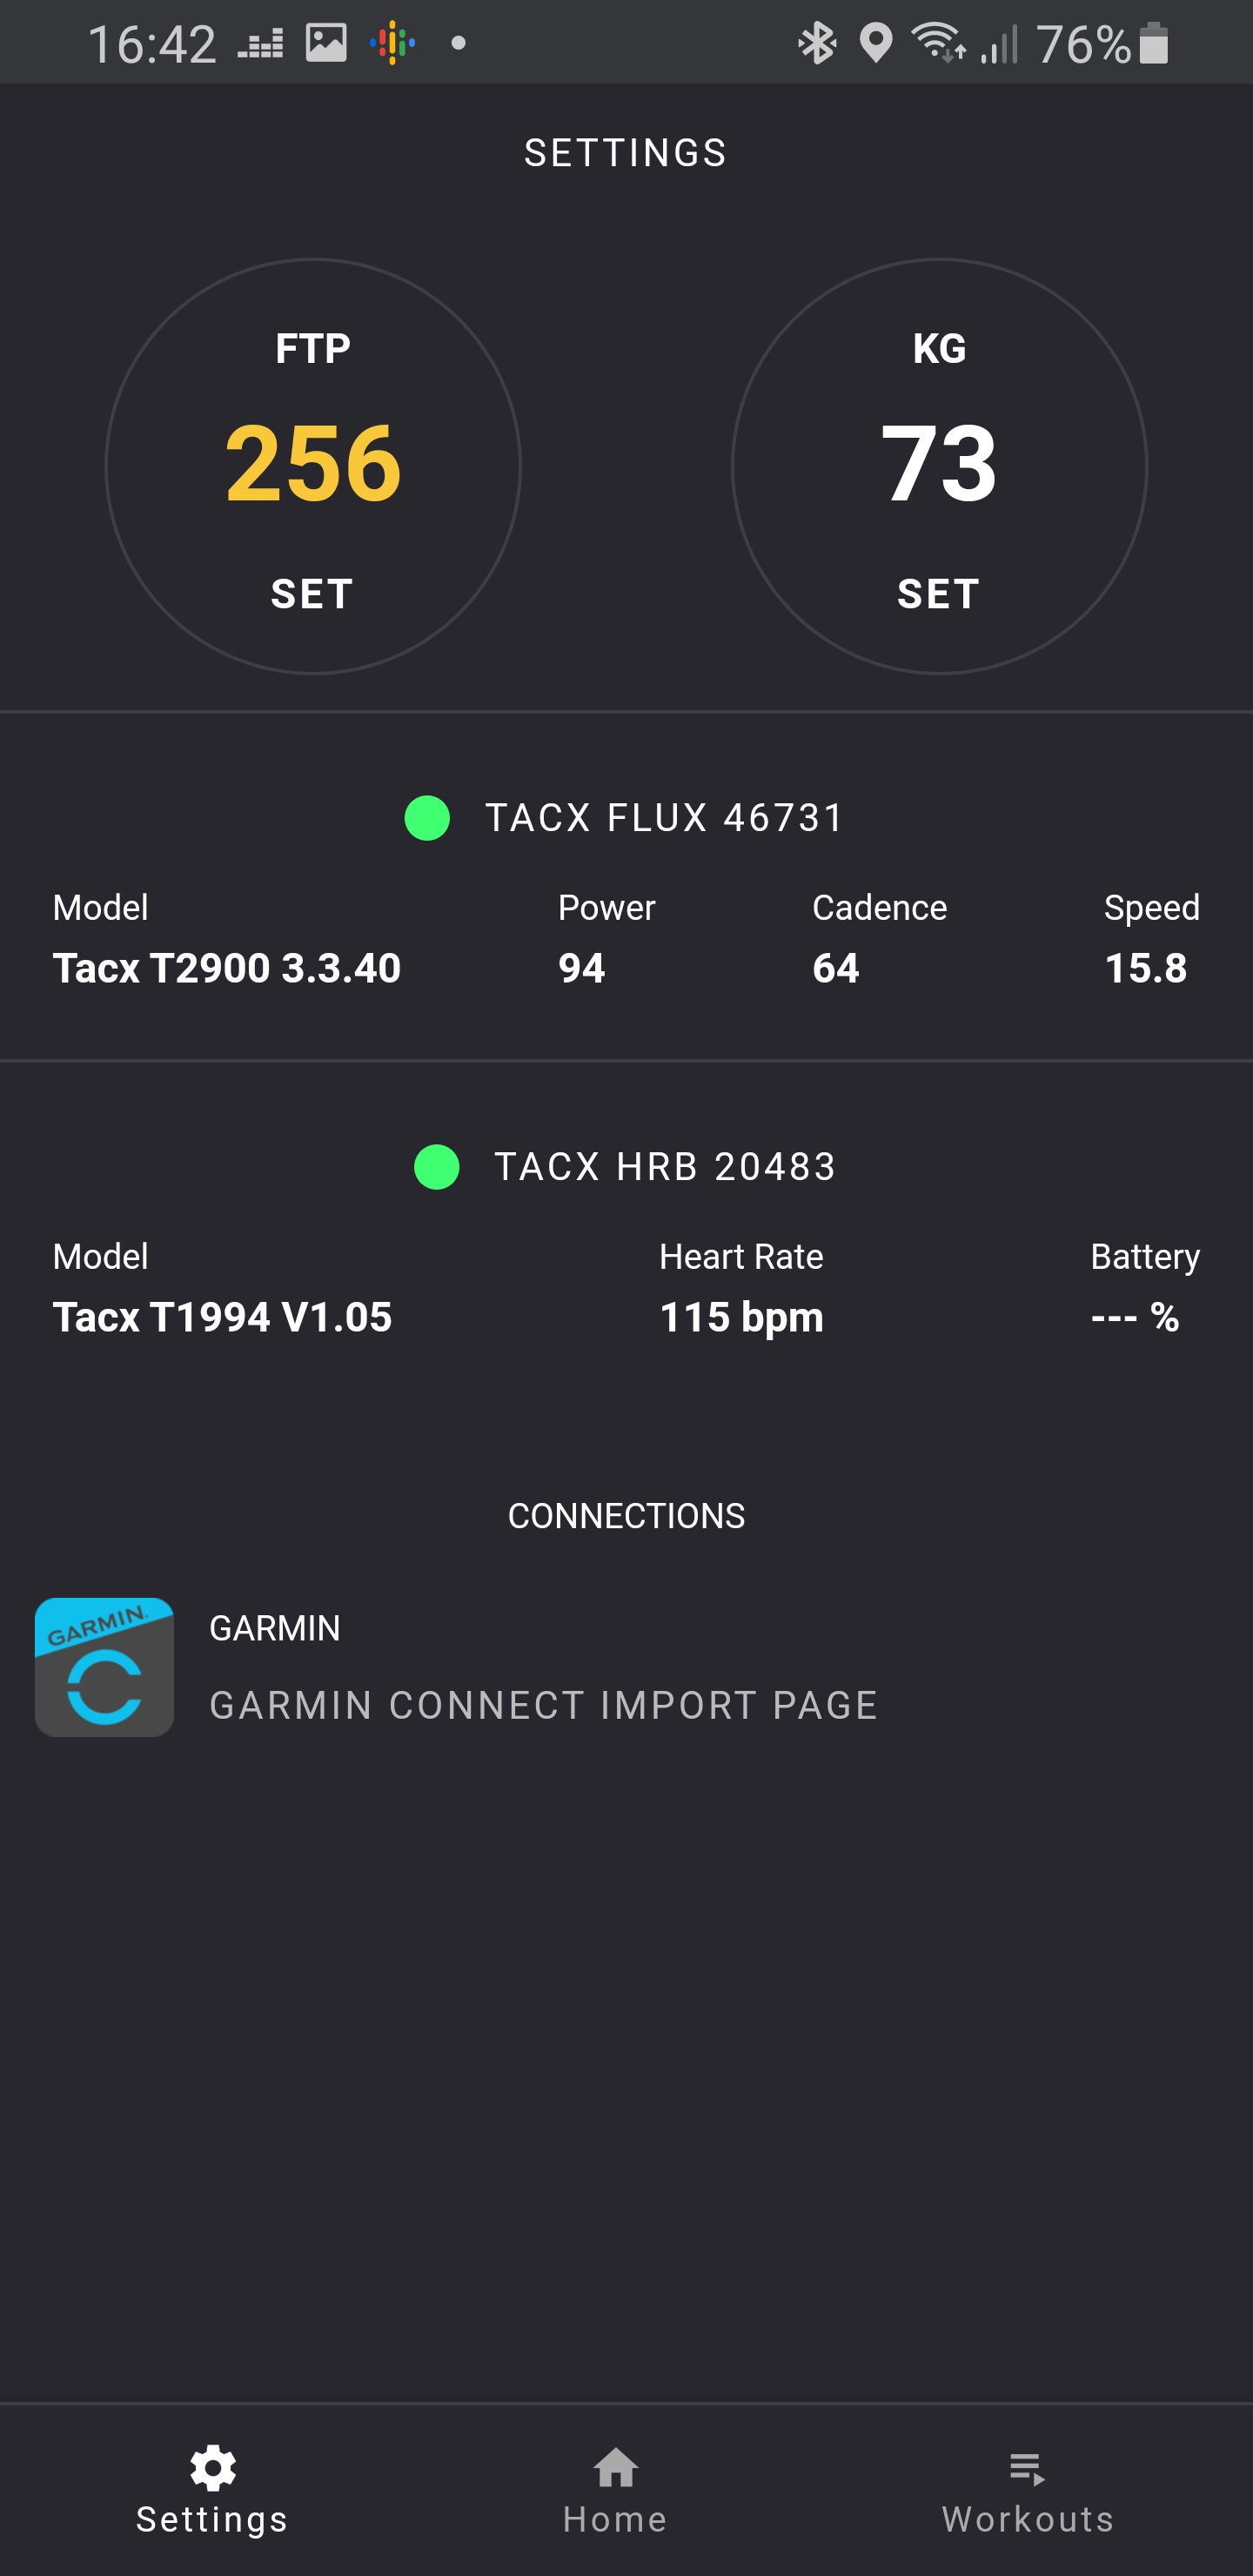 16:42 76%
SETTINGS
FTP KG
256 73
SET SET
TACX FLUX 46731
Model Power Cadence Speed
Tacx T2900 3.3.40 94 64 15.8
TACX HRB 20483
Model Heart Rate Battery
Tacx T1994 V1.05 115 bpm --- %
CONNECTIONS
GARMIN.
GARMIN
GARMIN CONNECT IMPORT PAGE
Settings Home Workouts